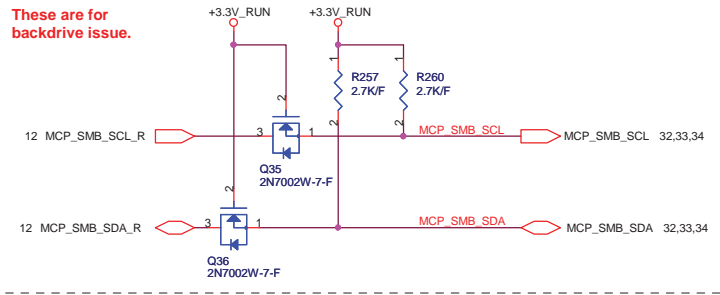 These are for
backdrive issue.
+3.3V_RUN +3.3V_RUN
1 1
R257 R260
2.7K/F 2.7K/F
2 2 2
12 MCP_SMB_SCL_R 3 1 MCP_SMB_SCL MCP_SMB_SCL 32,33,34
Q35
2N7002W-7-F
2
12 MCP_SMB_SDA_R 3 1 MCP_SMB_SDA MCP_SMB_SDA 32,33,34
Q36
2N7002W-7-F